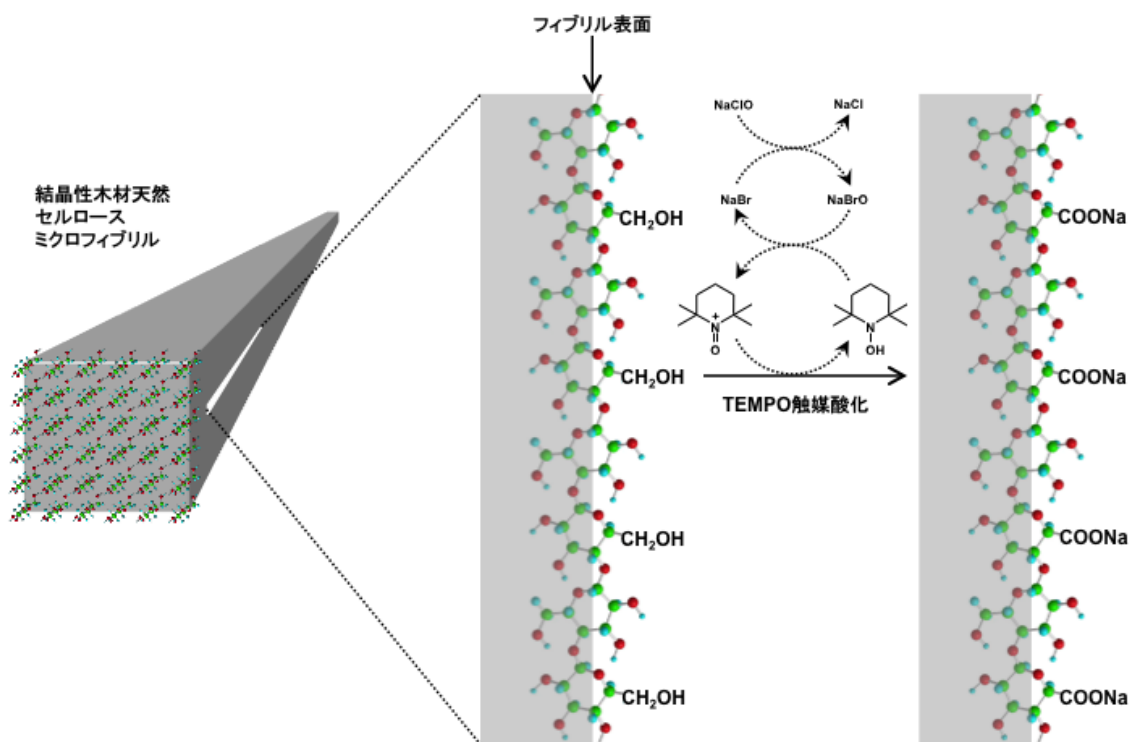 フィブリル表面
結晶性木材天然
セルロース
ミクロフィブリル
NaClO
NaCl
NaBr
NaBrO
CH₂OH
CH₂OH
CH₂OH
CH₂OH
N
+
O
N
OH
TEMPO触媒酸化
COONa
COONa
COONa
COONa